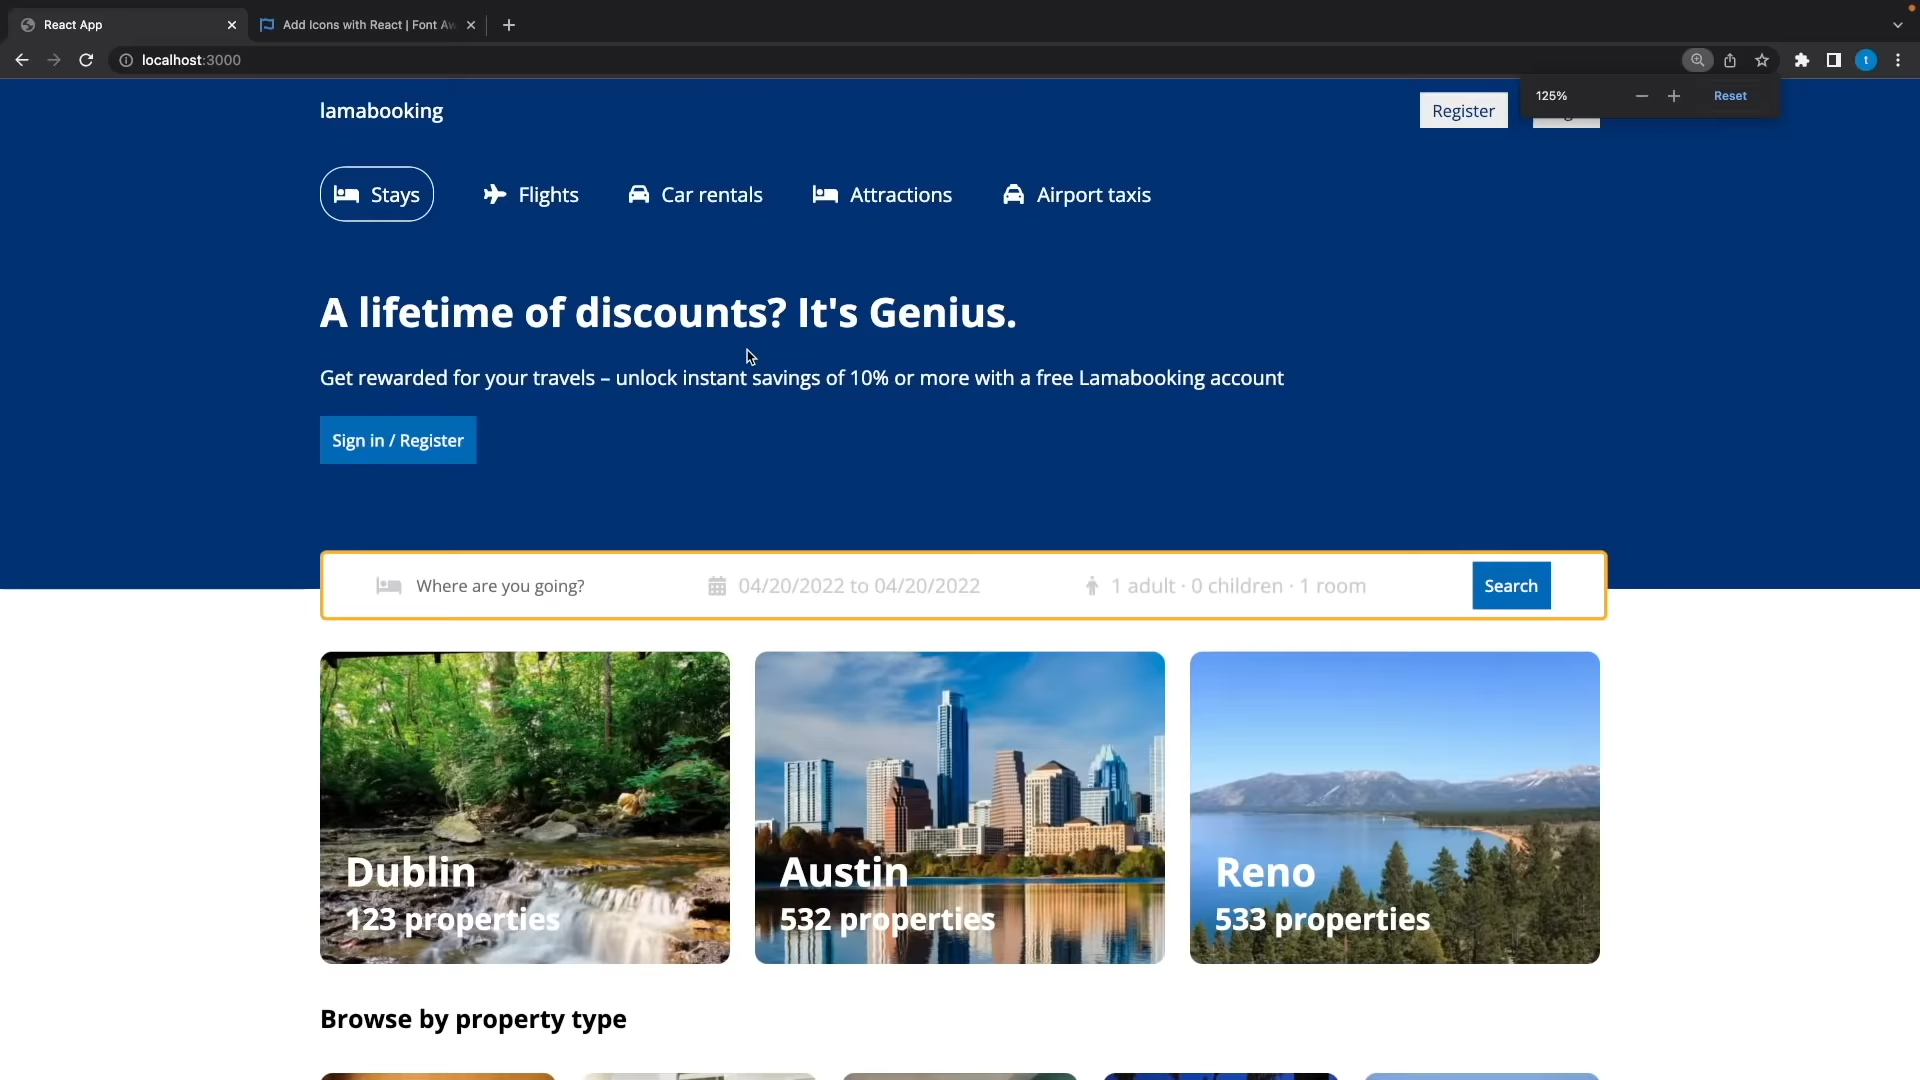 React App
Add Icons with React | Font Aw
localhost:3000
125%
Reset
lamabooking
Register
Stays
Flights
Car rentals
Attractions
Airport taxis
A lifetime of discounts? It's Genius.
Get rewarded for your travels – unlock instant savings of 10% or more with a free Lamabooking account
Sign in / Register
Where are you going?
04/20/2022 to 04/20/2022
1 adult · 0 children · 1 room
Search
Dublin
123 properties
Austin
532 properties
Reno
533 properties
Browse by property type